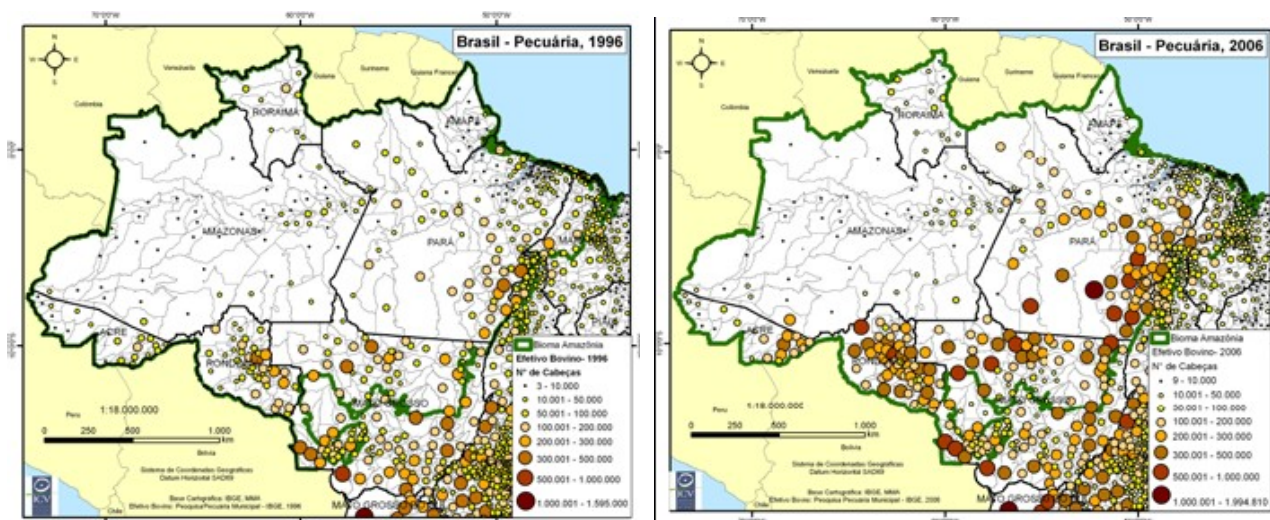 70°0'0"W
60°0'0"W
50°0'0"W
Brasil - Pecuária, 1996
N
W
E
S
Venezuela
Guiana
Suriname
Guiana Francesa
Colômbia
RORAIMA
AMAPÁ
AMAZONAS
PARÁ
ACRE
MATO GROSSO
Bioma Amazônia
Efetivo Bovino- 1996
N° de Cabeças
3 - 10.000
10.001 - 50.000
50.001 - 100.000
100.001 - 200.000
200.001 - 300.000
300.001 - 500.000
500.001 - 1.000.000
1.000.001 - 1.595.000
Peru
1:18.000.000
0 250 500 1.000
km
Bolívia
Sistema de Coordenadas Geográficas
Datum Horizontal SAD69
Base Cartográfica: IBGE, MMA
Efetivo Bovino: Pesquisa Pecuária Municipal - IBGE, 1996
Chile
ICV
MATO GROSSO
70°0'0"W
60°0'0"W
50°0'0"W
Brasil - Pecuária, 2006
N
W
E
S
Venezuela
Guiana
Suriname
Guiana Francesa
Colômbia
RORAIMA
AMAPÁ
AMAZONAS
PARÁ
ACRE
Bioma Amazônia
Efetivo Bovino- 2006
N° de Cabeças
9 - 10.000
10.001 - 50.000
50.001 - 100.000
100.001 - 200.000
200.001 - 300.000
300.001 - 500.000
500.001 - 1.000.000
1.000.001 - 1.994.810
Peru
1:18.000.000
0 250 500 1.000
km
Bolívia
Sistema de Coordenadas Geográficas
Datum Horizontal SAD69
Base Cartográfica: IBGE, MMA
Efetivo Bovino: Pesquisa Pecuária Municipal - IBGE, 2006
Chile
ICV
MATO GROSSO